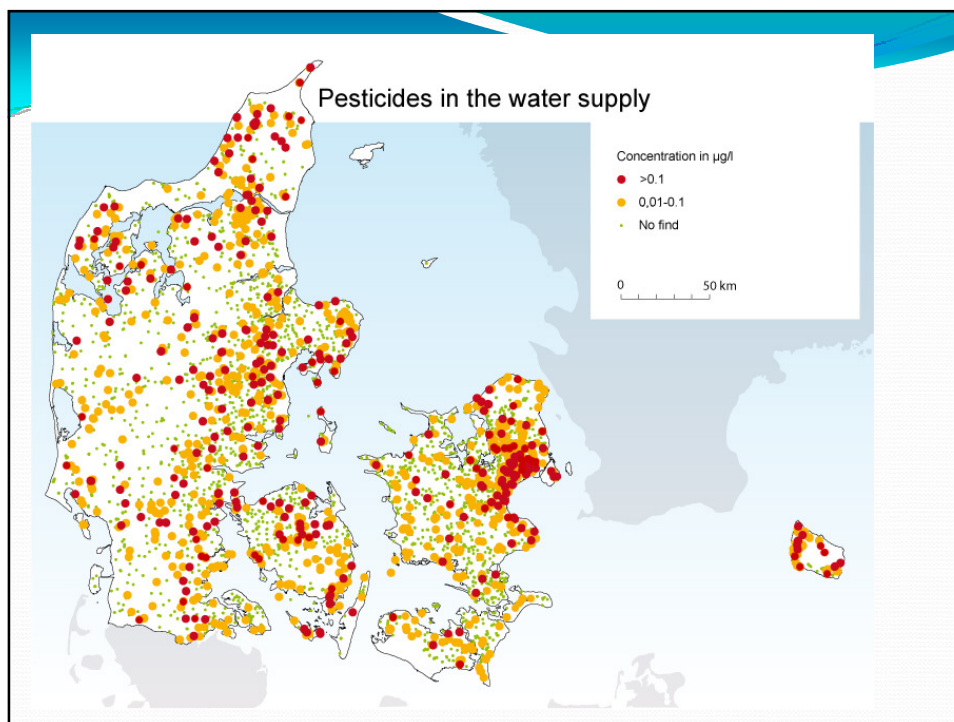 Pesticides in the water supply
Concentration in µg/l
>0.1
0,01-0.1
No find
0 50 km